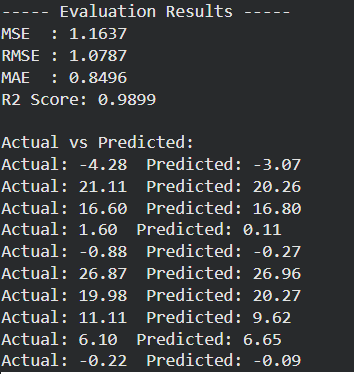 ----- Evaluation Results -----
MSE  : 1.1637
RMSE : 1.0787
MAE  : 0.8496
R2 Score: 0.9899

Actual vs Predicted:
Actual: -4.28  Predicted: -3.07
Actual: 21.11  Predicted: 20.26
Actual: 16.60  Predicted: 16.80
Actual: 1.60  Predicted: 0.11
Actual: -0.88  Predicted: -0.27
Actual: 26.87  Predicted: 26.96
Actual: 19.98  Predicted: 20.27
Actual: 11.11  Predicted: 9.62
Actual: 6.10  Predicted: 6.65
Actual: -0.22  Predicted: -0.09